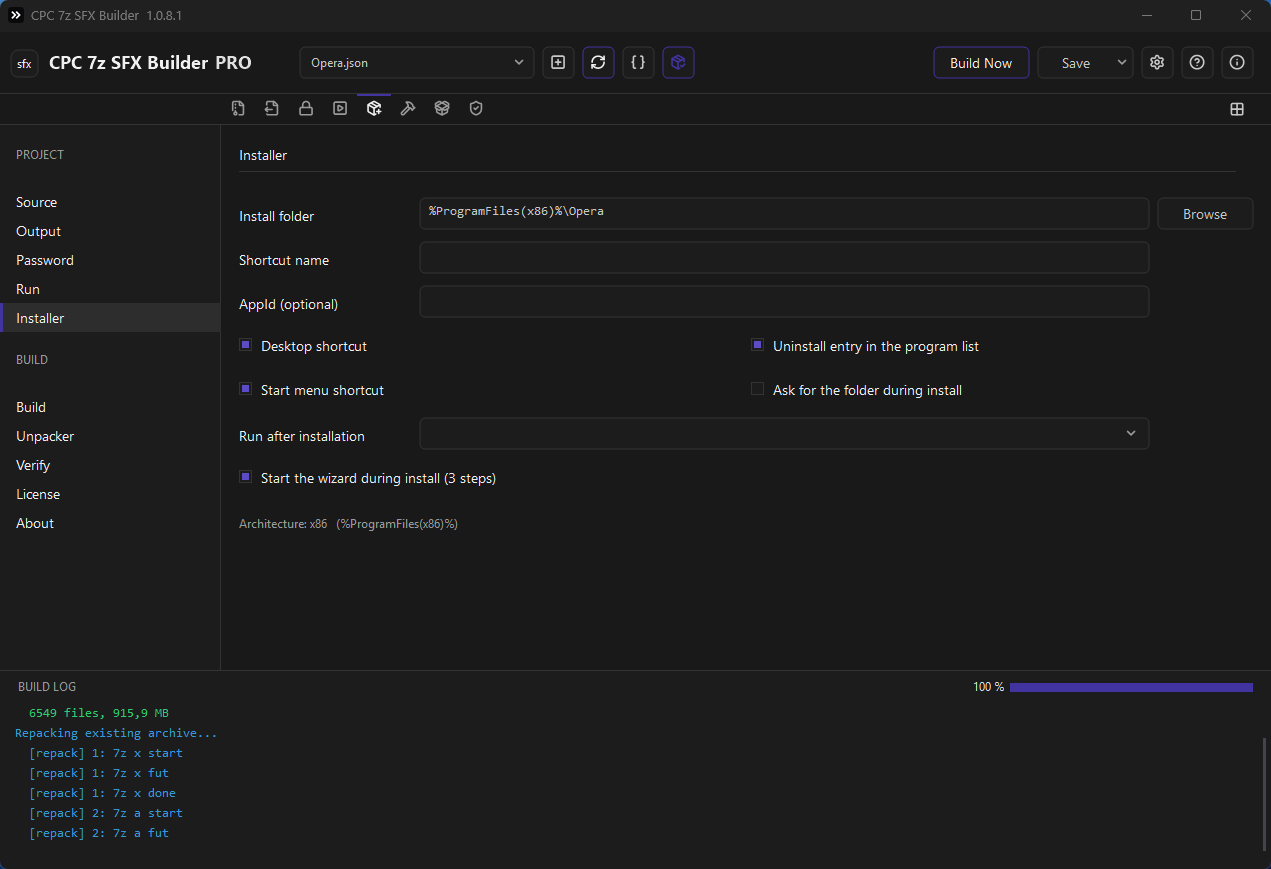 CPC 7z SFX Builder 1.0.8.1
sfx CPC 7z SFX Builder PRO Opera.json { } Build Now Save
PROJECT
Source
Output
Password
Run
Installer
BUILD
Build
Unpacker
Verify
License
About
Installer
Install folder %ProgramFiles(x86)%\Opera Browse
Shortcut name
AppId (optional)
Desktop shortcut Uninstall entry in the program list
Start menu shortcut Ask for the folder during install
Run after installation
Start the wizard during install (3 steps)
Architecture: x86 (%ProgramFiles(x86)%)
BUILD LOG 100 %
6549 files, 915,9 MB
Repacking existing archive...
[repack] 1: 7z x start
[repack] 1: 7z x fut
[repack] 1: 7z x done
[repack] 2: 7z a start
[repack] 2: 7z a fut